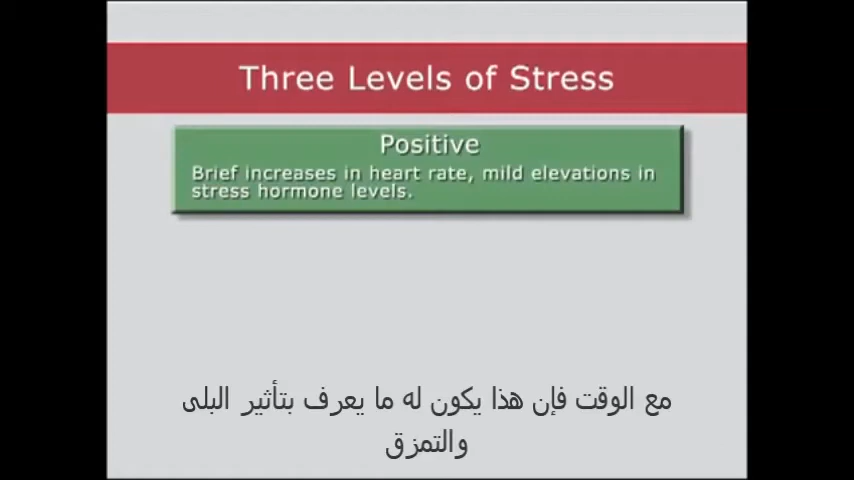 Three Levels of Stress
Positive
Brief increases in heart rate, mild elevations in
stress hormone levels.
مع الوقت فإن هذا يكون له ما يعرف بتأثير البلى
والتمزق